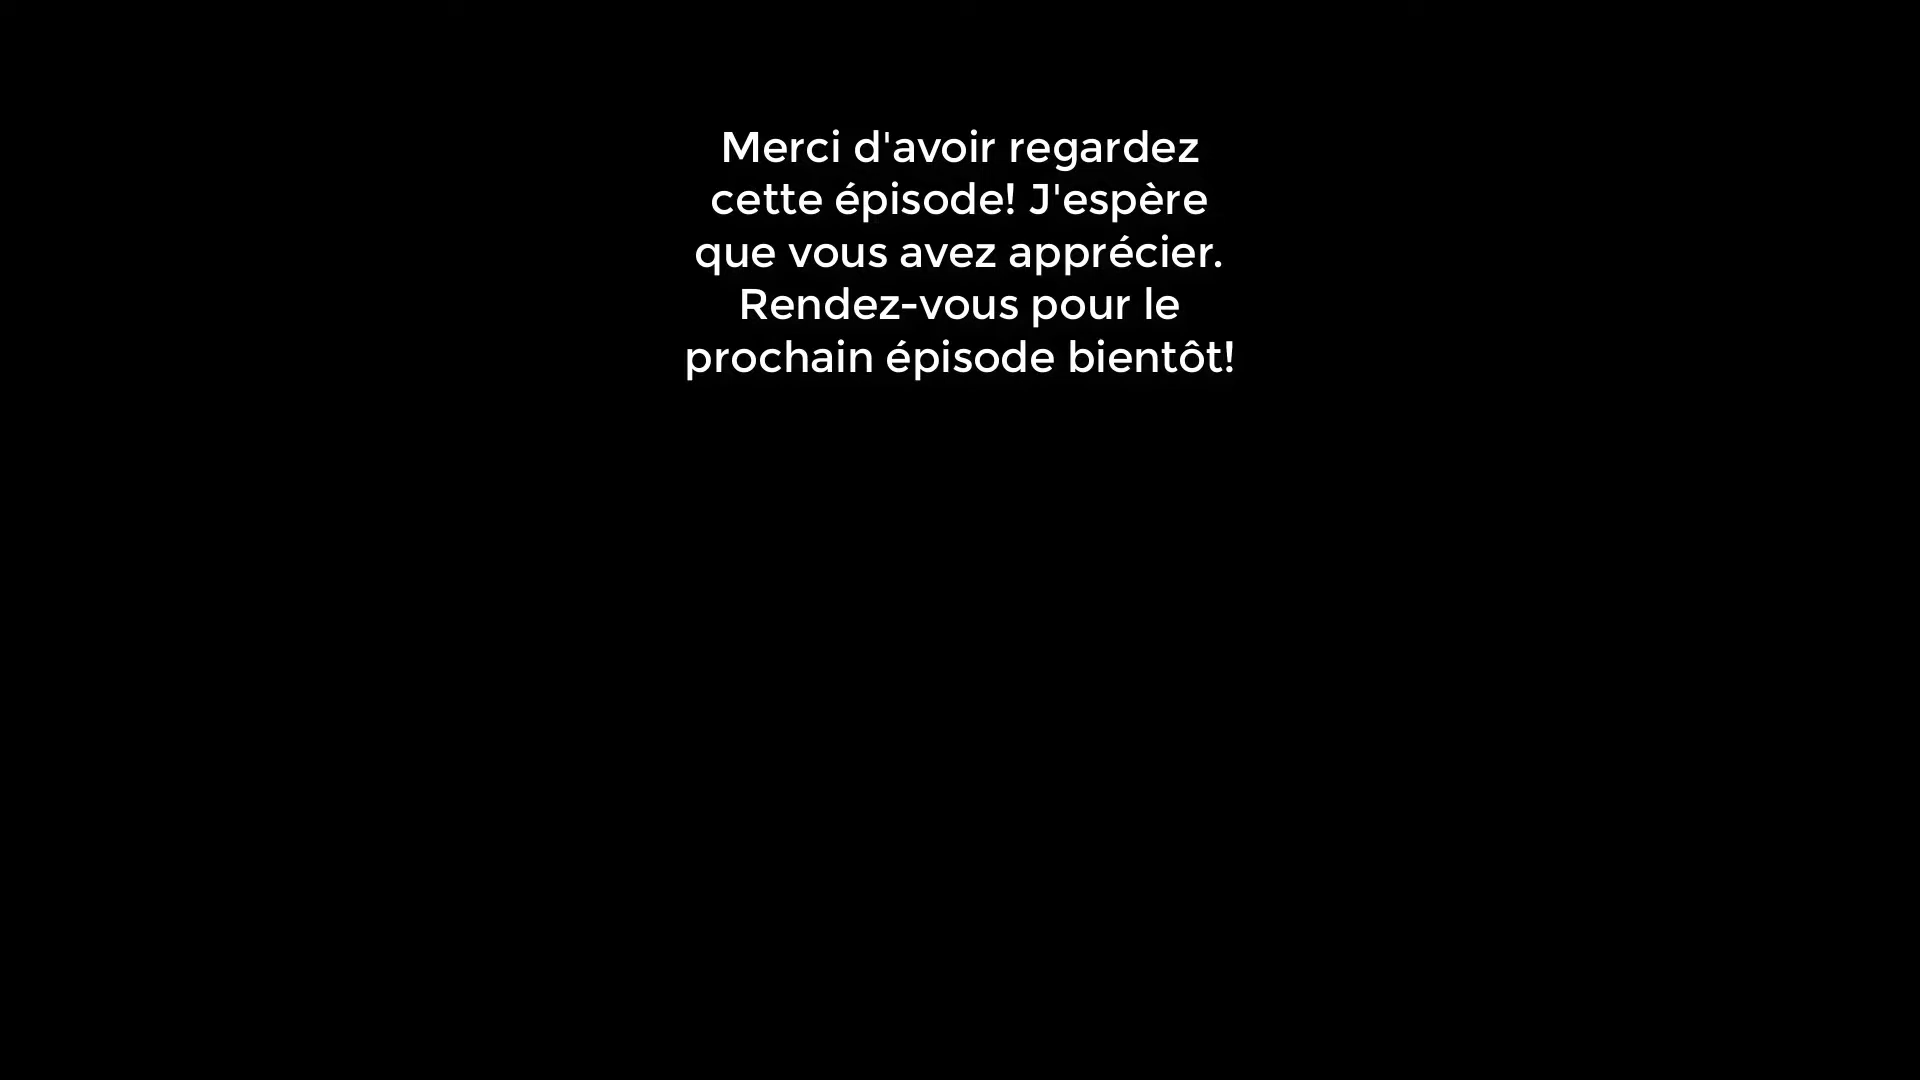 Merci d'avoir regardez
cette épisode! J'espère
que vous avez apprécier.
Rendez-vous pour le
prochain épisode bientôt!